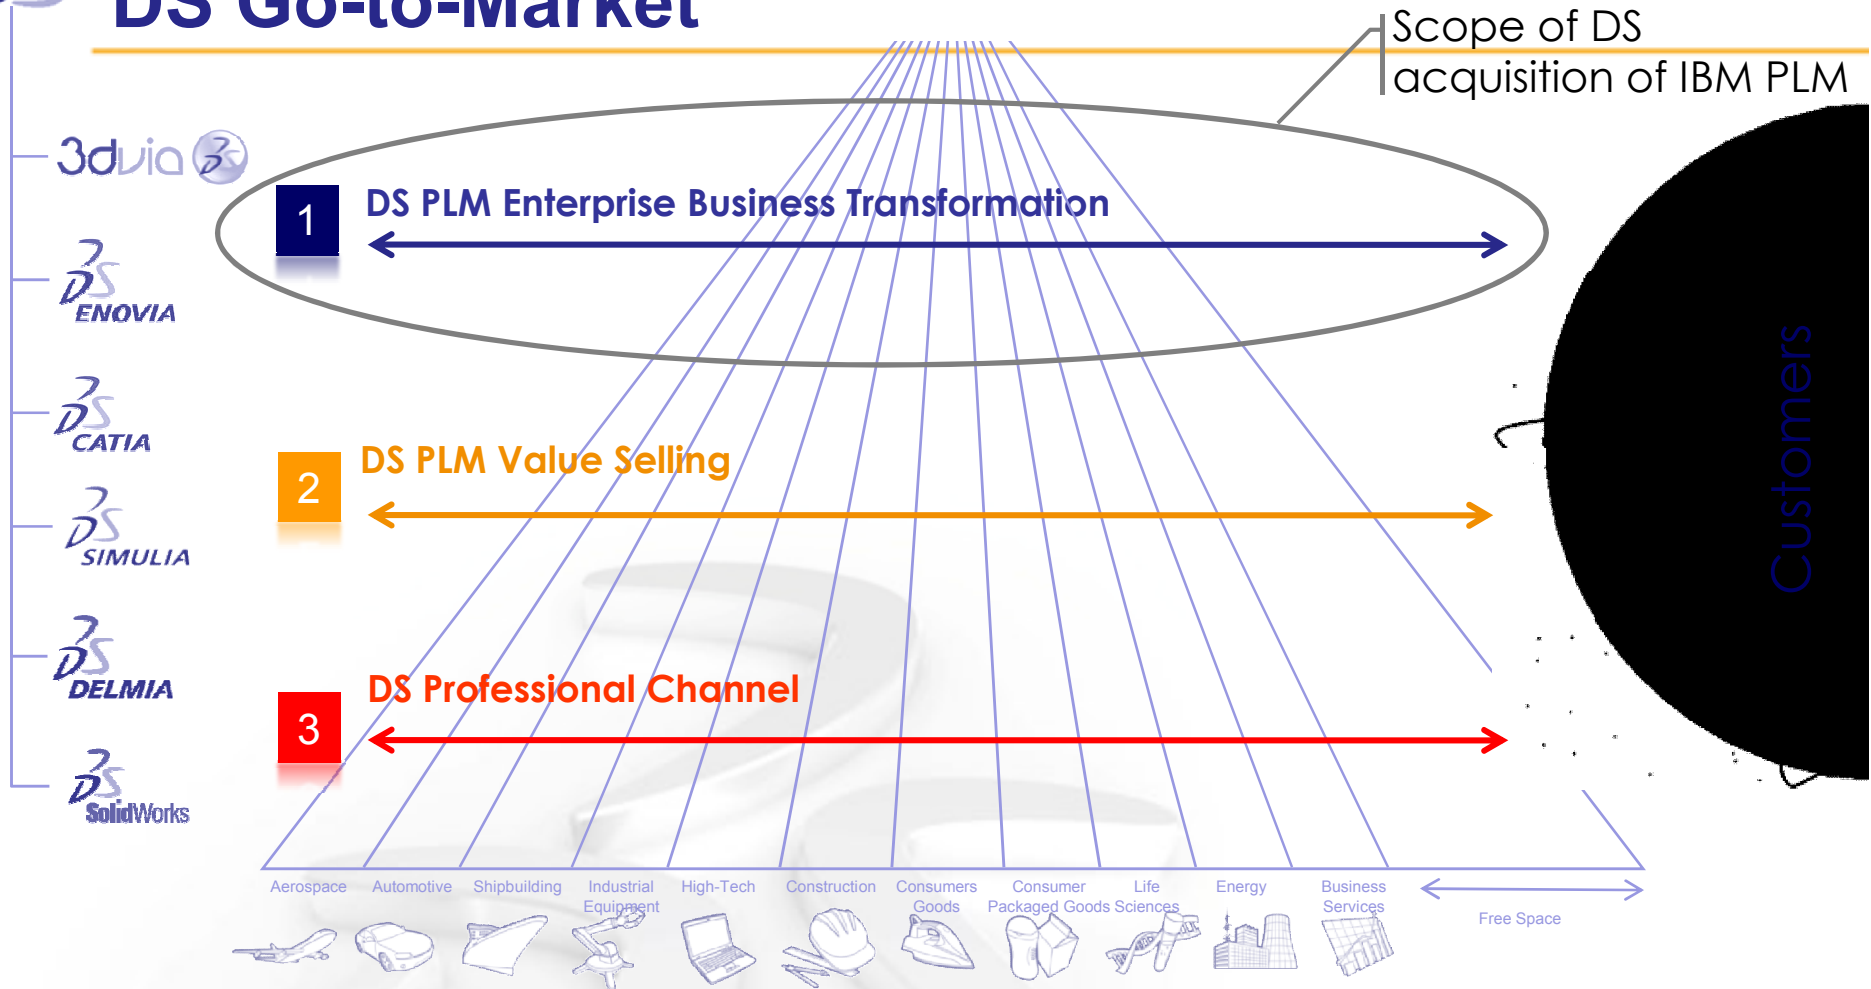 DS Go-to-Market
Scope of DS
acquisition of IBM PLM
3dvia
1
DS PLM Enterprise Business Transformation
ENOVIA
CATIA
2
DS PLM Value Selling
SIMULIA
Customers
DELMIA
3
DS Professional Channel
SolidWorks
Aerospace
Automotive
Shipbuilding
Industrial
Equipment
High-Tech
Construction
Consumers
Goods
Consumer
Packaged Goods
Life
Sciences
Energy
Business
Services
Free Space